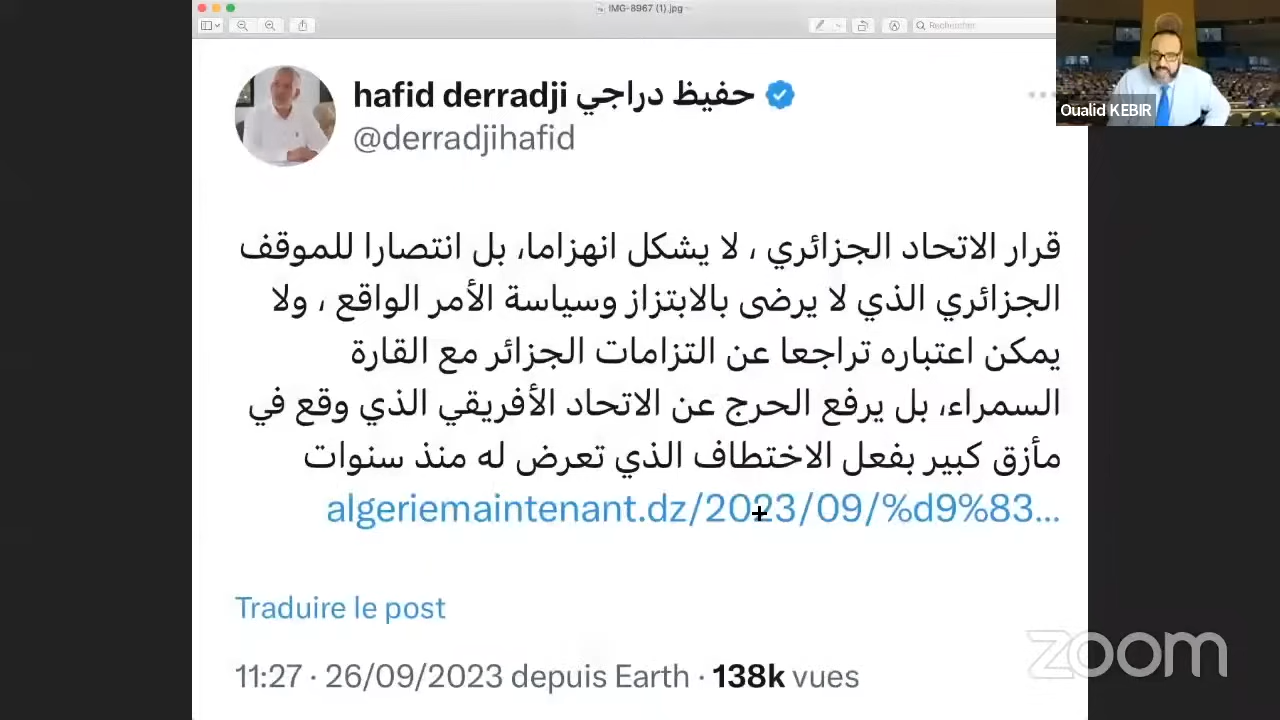 IMG-8967 (1).jpg
Rechercher
Oualid KEBIR
hafid derradji حفيظ دراجي
@derradjihafid
قرار الاتحاد الجزائري ، لا يشكل انهزاما، بل انتصارا للموقف
الجزائري الذي لا يرضى بالابتزاز وسياسة الأمر الواقع ، ولا
يمكن اعتباره تراجعا عن التزامات الجزائر مع القارة
السمراء، بل يرفع الحرج عن الاتحاد الأفريقي الذي وقع في
مأزق كبير بفعل الاختطاف الذي تعرض له منذ سنوات
algeriemaintenant.dz/2023/09/%d9%83...
Traduire le post
11:27 · 26/09/2023 depuis Earth · 138k vues
zoom